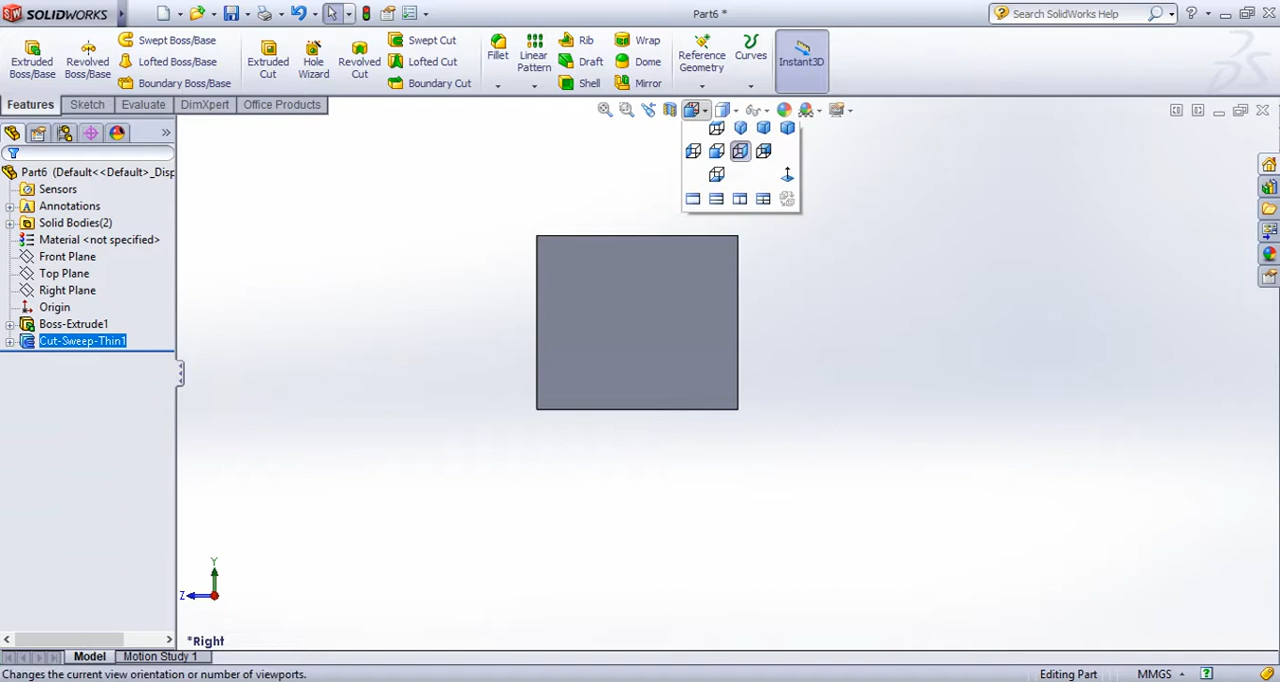 SOLIDWORKS
Part6 *
Search SolidWorks Help
Extruded Boss/Base
Revolved Boss/Base
Swept Boss/Base
Lofted Boss/Base
Boundary Boss/Base
Extruded Cut
Hole Wizard
Revolved Cut
Swept Cut
Lofted Cut
Boundary Cut
Fillet
Linear Pattern
Rib
Draft
Shell
Wrap
Dome
Mirror
Reference Geometry
Curves
Instant3D
Features Sketch Evaluate DimXpert Office Products
Part6 (Default<<Default>_Disp
Sensors
Annotations
Solid Bodies(2)
Material <not specified>
Front Plane
Top Plane
Right Plane
Origin
Boss-Extrude1
Cut-Sweep-Thin1
Y
Z
*Right
Model Motion Study 1
Changes the current view orientation or number of viewports. Editing Part MMGS